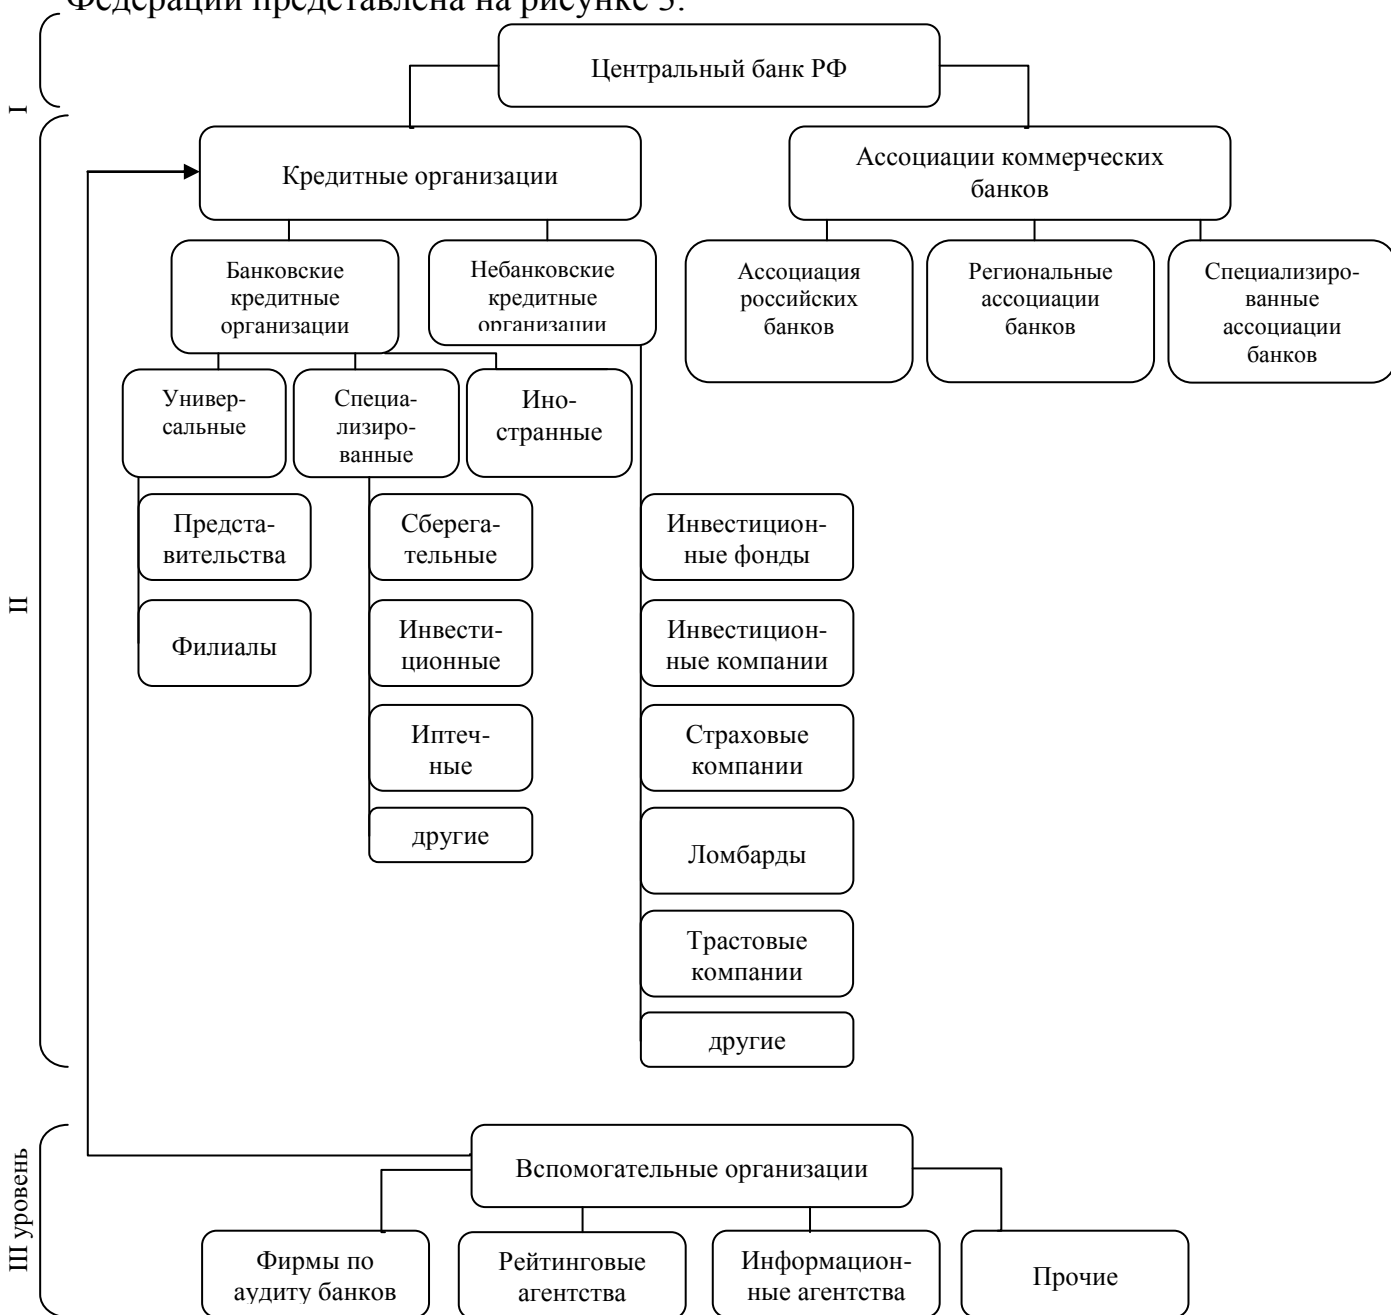 Федерации представлена на рисунке 3.
I
Центральный банк РФ
II
Кредитные организации
Ассоциации коммерческих
банков
Банковские
кредитные
организации
Небанковские
кредитные
организации
Ассоциация
российских
банков
Региональные
ассоциации
банков
Специализиро-
ванные
ассоциации
банков
Универ-
сальные
Специа-
лизиро-
ванные
Ино-
странные
Предста-
вительства
Филиалы
Сберега-
тельные
Инвести-
ционные
Иптеч-
ные
другие
Инвестицион-
ные фонды
Инвестицион-
ные компании
Страховые
компании
Ломбарды
Трастовые
компании
другие
III уровень
Вспомогательные организации
Фирмы по
аудиту банков
Рейтинговые
агентства
Информацион-
ные агентства
Прочие